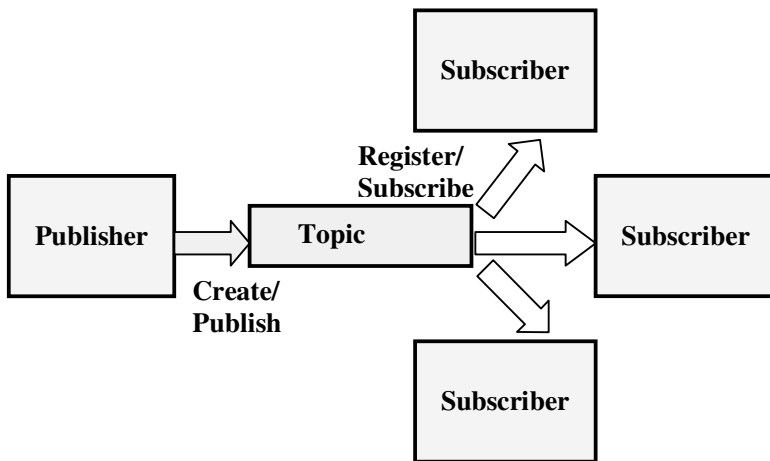 Subscriber
Register/
Subscribe
Publisher
Topic
Subscriber
Create/
Publish
Subscriber